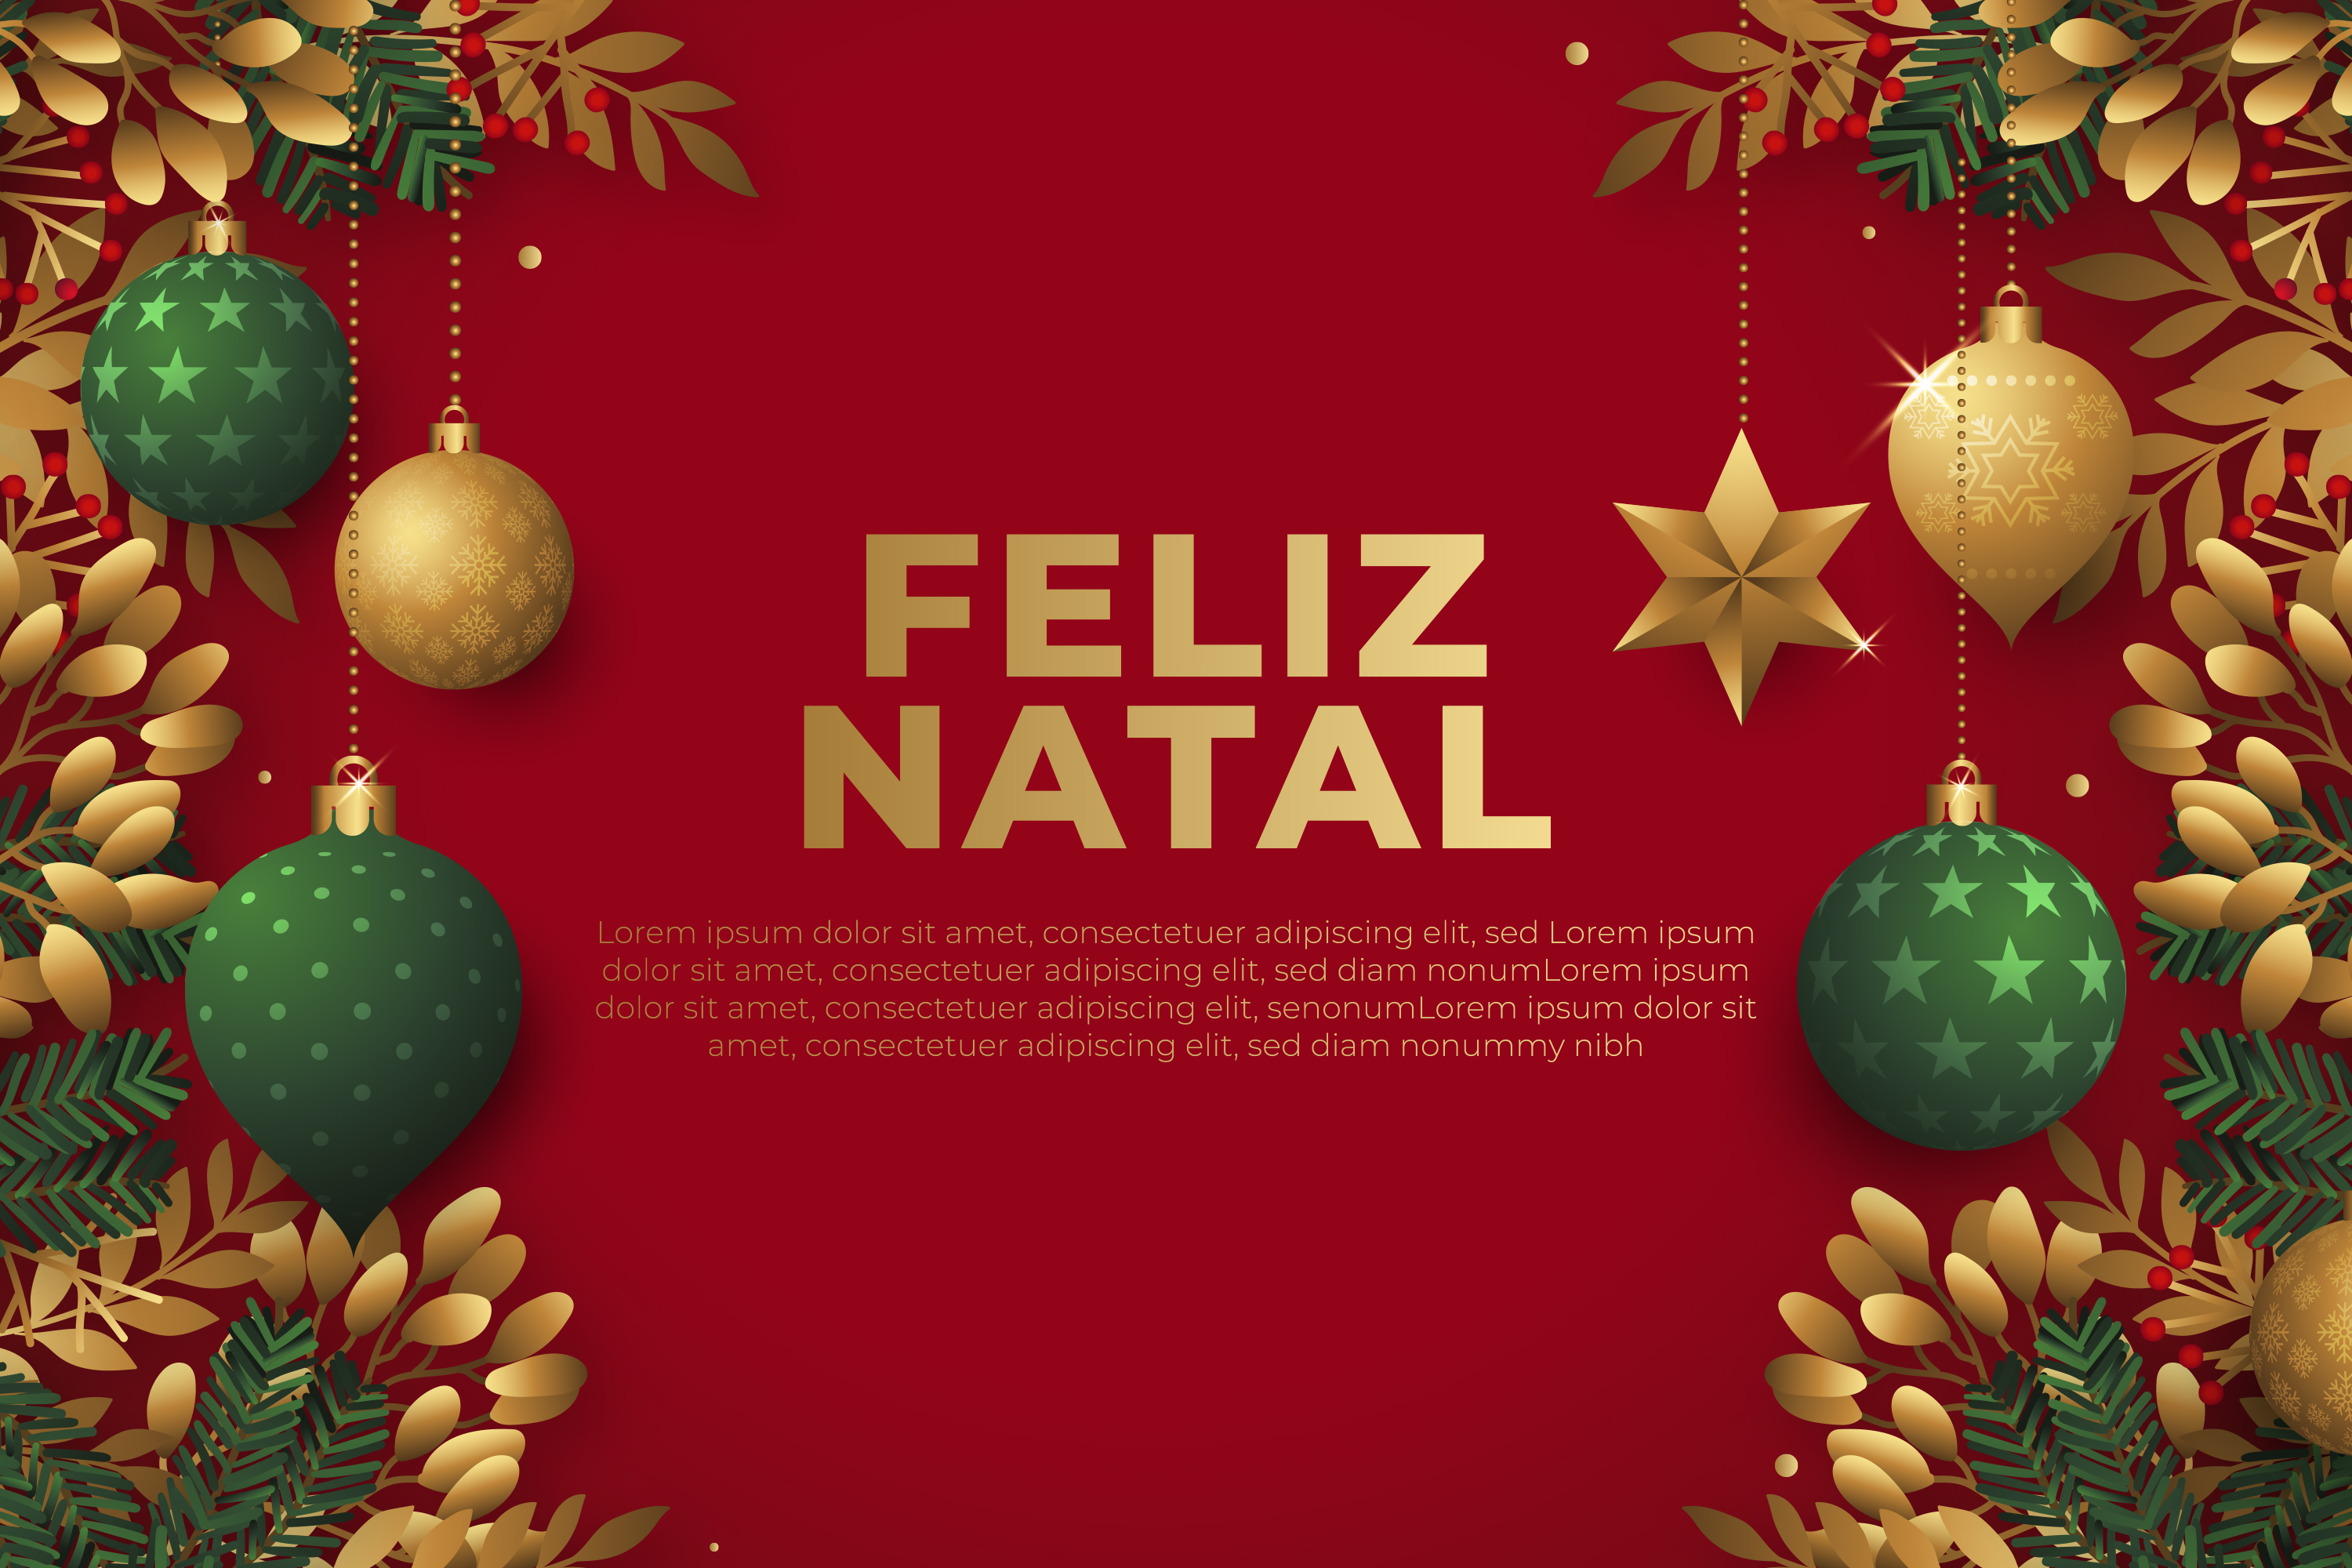 FELIZ
NATAL
Lorem ipsum dolor sit amet, consectetuer adipiscing elit, sed Lorem ipsum
dolor sit amet, consectetuer adipiscing elit, sed diam nonumLorem ipsum
dolor sit amet, consectetuer adipiscing elit, senonumLorem ipsum dolor sit
amet, consectetuer adipiscing elit, sed diam nonummy nibh